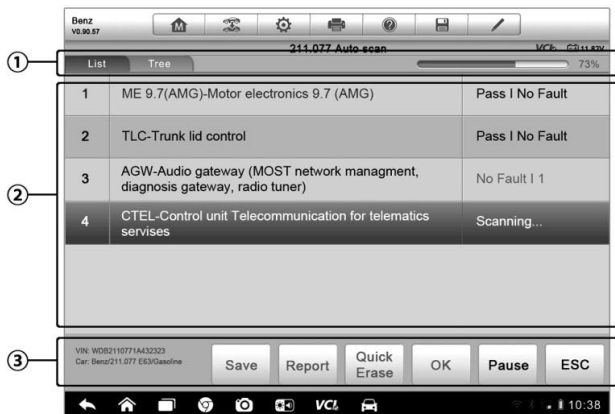 Benz
V0.90.57
211.077 Auto scan
VCI 11.82V
①
List Tree 73%
②
1 ME 9.7(AMG)-Motor electronics 9.7 (AMG) Pass I No Fault
2 TLC-Trunk lid control Pass I No Fault
3 AGW-Audio gateway (MOST network managment,
diagnosis gateway, radio tuner) No Fault I 1
4 CTEL-Control unit Telecommunication for telematics
servises Scanning...
③
VIN: WDB2110771A432323
Car: Benz/211.077 E63/Gasoline
Save Report Quick
Erase OK Pause ESC
VCI 10:38